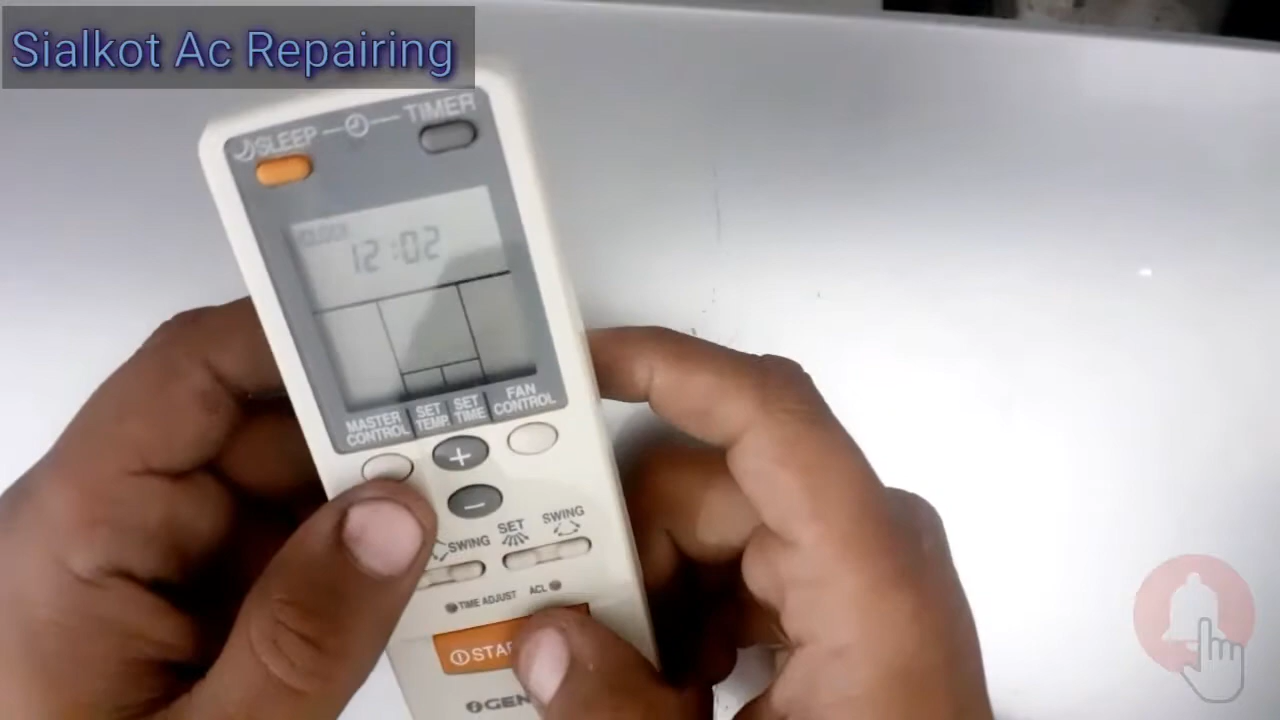 Sialkot Ac Repairing
SLEEP
TIMER
CLOCK
12:02
MASTER CONTROL
SET TEMP.
SET TIME
FAN CONTROL
+
−
SWING
SET
SWING
TIME ADJUST
ACL